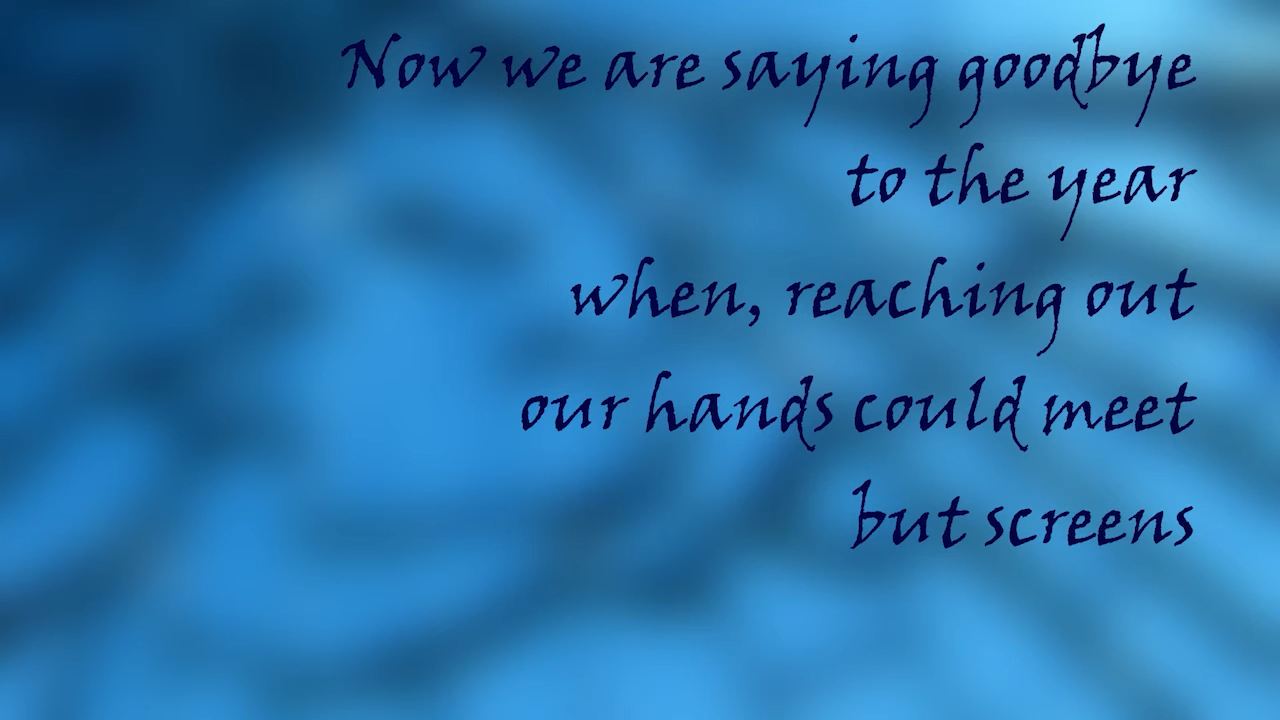 Now we are saying goodbye
to the year
when, reaching out
our hands could meet
but screens